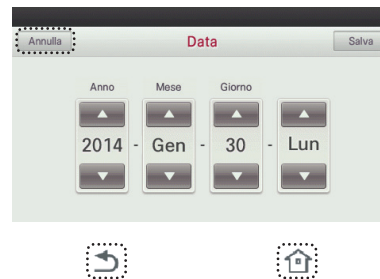 Annulla Data Salva
Anno Mese Giorno
2014 - Gen - 30 - Lun